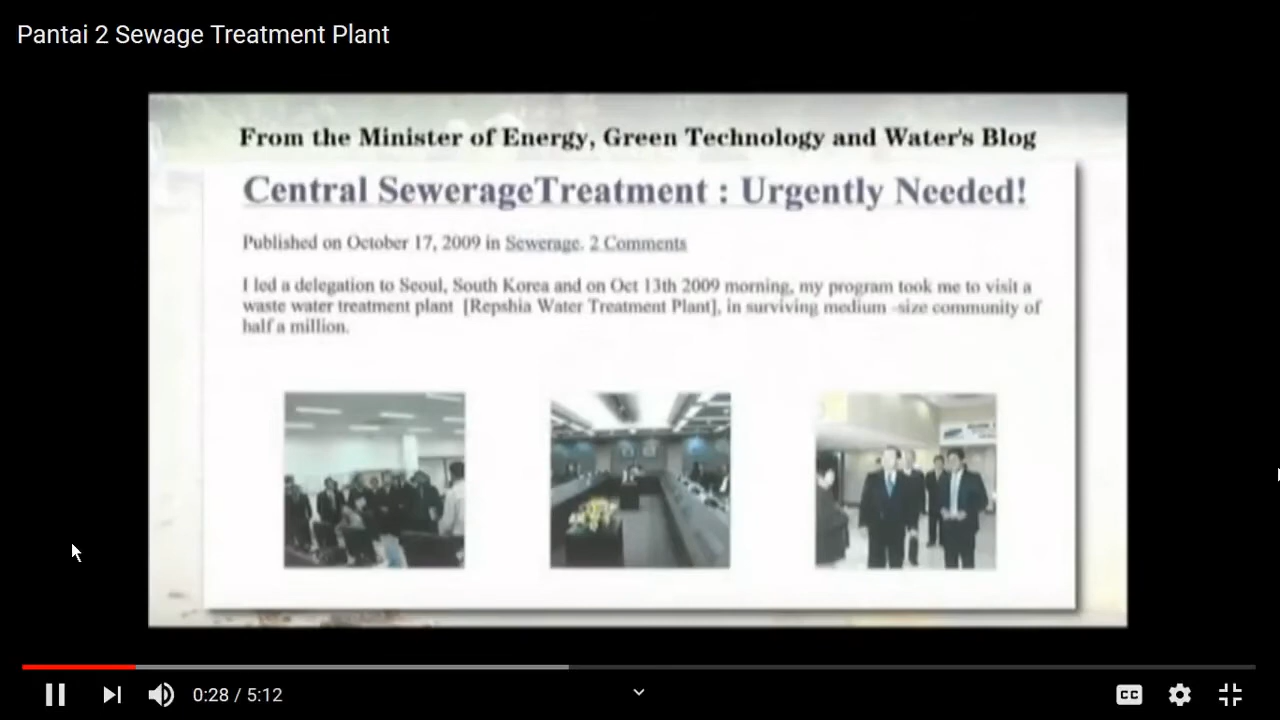 Pantai 2 Sewage Treatment Plant
From the Minister of Energy, Green Technology and Water's Blog
Central SewerageTreatment : Urgently Needed!
Published on October 17, 2009 in Sewerage. 2 Comments
I led a delegation to Seoul, South Korea and on Oct 13th 2009 morning, my program took me to visit a
waste water treatment plant [Repshia Water Treatment Plant], in surviving medium -size community of
half a million.
0:28 / 5:12
CC